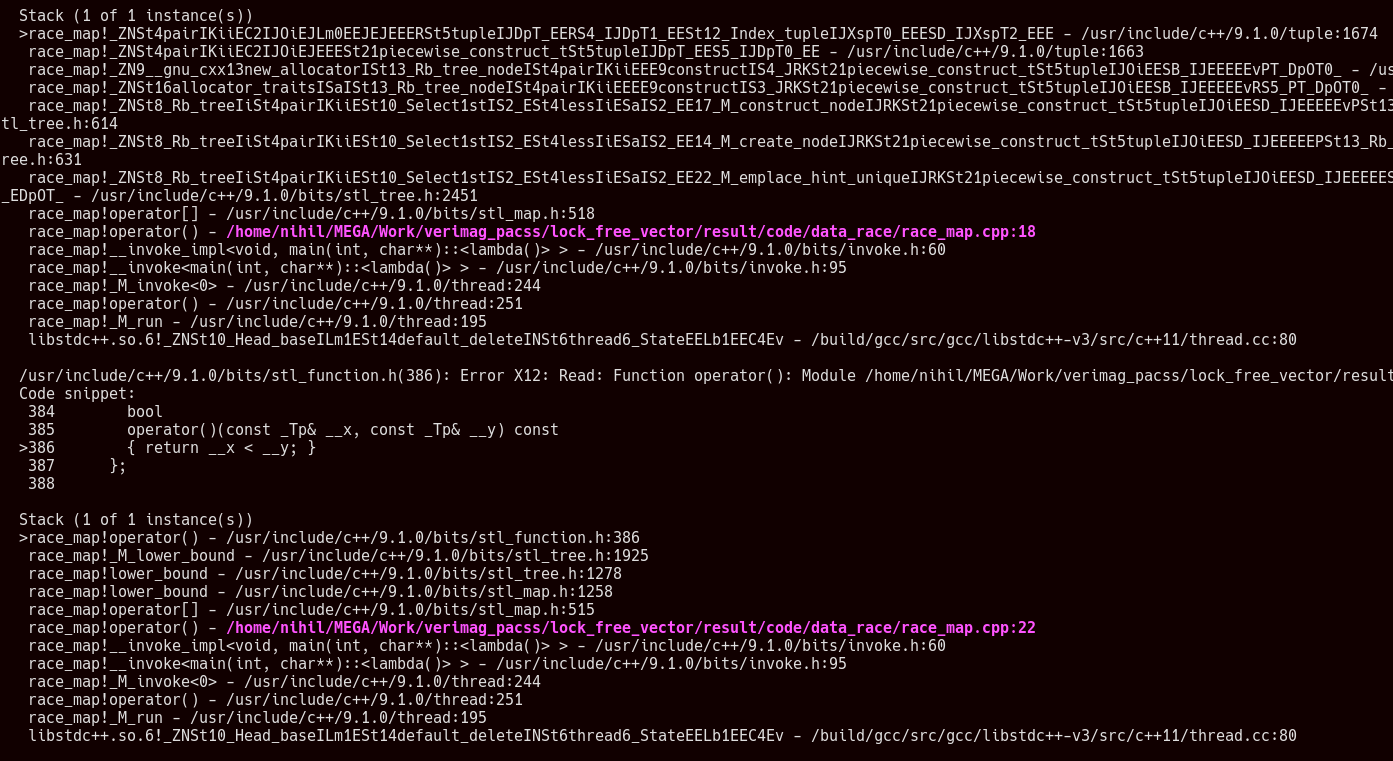 Stack (1 of 1 instance(s))
>race_map!_ZNSt4pairIKiiEC2IJOiEJLm0EEJEJEEERSt5tupleIJDpT_EERS4_IJDpT1_EESt12_Index_tupleIJXspT0_EEESD_IJXspT2_EEE - /usr/include/c++/9.1.0/tuple:1674
race_map!_ZNSt4pairIKiiEC2IJOiEJEEESt21piecewise_construct_tSt5tupleIJDpT_EES5_IJDpT0_EE - /usr/include/c++/9.1.0/tuple:1663
race_map!_ZN9__gnu_cxx13new_allocatorISt13_Rb_tree_nodeISt4pairIKiiEEE9constructIS4_JRKSt21piecewise_construct_tSt5tupleIJOiEESB_IJEEEEEvPT_DpOT0_ - /us
race_map!_ZNSt16allocator_traitsISaISt13_Rb_tree_nodeISt4pairIKiiEEEE9constructIS3_JRKSt21piecewise_construct_tSt5tupleIJOiEESB_IJEEEEEvRS5_PT_DpOT0_ -
race_map!_ZNSt8_Rb_treeIiSt4pairIKiiESt10_Select1stIS2_ESt4lessIiESaIS2_EE17_M_construct_nodeIJRKSt21piecewise_construct_tSt5tupleIJOiEESD_IJEEEEEvPSt13
tl_tree.h:614
race_map!_ZNSt8_Rb_treeIiSt4pairIKiiESt10_Select1stIS2_ESt4lessIiESaIS2_EE14_M_create_nodeIJRKSt21piecewise_construct_tSt5tupleIJOiEESD_IJEEEEEPSt13_Rb_
ree.h:631
race_map!_ZNSt8_Rb_treeIiSt4pairIKiiESt10_Select1stIS2_ESt4lessIiESaIS2_EE22_M_emplace_hint_uniqueIJRKSt21piecewise_construct_tSt5tupleIJOiEESD_IJEEEEES
_EDpOT_ - /usr/include/c++/9.1.0/bits/stl_tree.h:2451
race_map!operator[] - /usr/include/c++/9.1.0/bits/stl_map.h:518
race_map!operator() - /home/nihil/MEGA/Work/verimag_pacss/lock_free_vector/result/code/data_race/race_map.cpp:18
race_map!__invoke_impl<void, main(int, char**)::<lambda()> > - /usr/include/c++/9.1.0/bits/invoke.h:60
race_map!__invoke<main(int, char**)::<lambda()> > - /usr/include/c++/9.1.0/bits/invoke.h:95
race_map!_M_invoke<0> - /usr/include/c++/9.1.0/thread:244
race_map!operator() - /usr/include/c++/9.1.0/thread:251
race_map!_M_run - /usr/include/c++/9.1.0/thread:195
libstdc++.so.6!_ZNSt10_Head_baseILm1ESt14default_deleteINSt6thread6_StateEELb1EEC4Ev - /build/gcc/src/gcc/libstdc++-v3/src/c++11/thread.cc:80
/usr/include/c++/9.1.0/bits/stl_function.h(386): Error X12: Read: Function operator(): Module /home/nihil/MEGA/Work/verimag_pacss/lock_free_vector/result
Code snippet:
384 bool
385 operator()(const _Tp& __x, const _Tp& __y) const
>386 { return __x < __y; }
387 };
388
Stack (1 of 1 instance(s))
>race_map!operator() - /usr/include/c++/9.1.0/bits/stl_function.h:386
race_map!_M_lower_bound - /usr/include/c++/9.1.0/bits/stl_tree.h:1925
race_map!lower_bound - /usr/include/c++/9.1.0/bits/stl_tree.h:1278
race_map!lower_bound - /usr/include/c++/9.1.0/bits/stl_map.h:1258
race_map!operator[] - /usr/include/c++/9.1.0/bits/stl_map.h:515
race_map!operator() - /home/nihil/MEGA/Work/verimag_pacss/lock_free_vector/result/code/data_race/race_map.cpp:22
race_map!__invoke_impl<void, main(int, char**)::<lambda()> > - /usr/include/c++/9.1.0/bits/invoke.h:60
race_map!__invoke<main(int, char**)::<lambda()> > - /usr/include/c++/9.1.0/bits/invoke.h:95
race_map!_M_invoke<0> - /usr/include/c++/9.1.0/thread:244
race_map!operator() - /usr/include/c++/9.1.0/thread:251
race_map!_M_run - /usr/include/c++/9.1.0/thread:195
libstdc++.so.6!_ZNSt10_Head_baseILm1ESt14default_deleteINSt6thread6_StateEELb1EEC4Ev - /build/gcc/src/gcc/libstdc++-v3/src/c++11/thread.cc:80